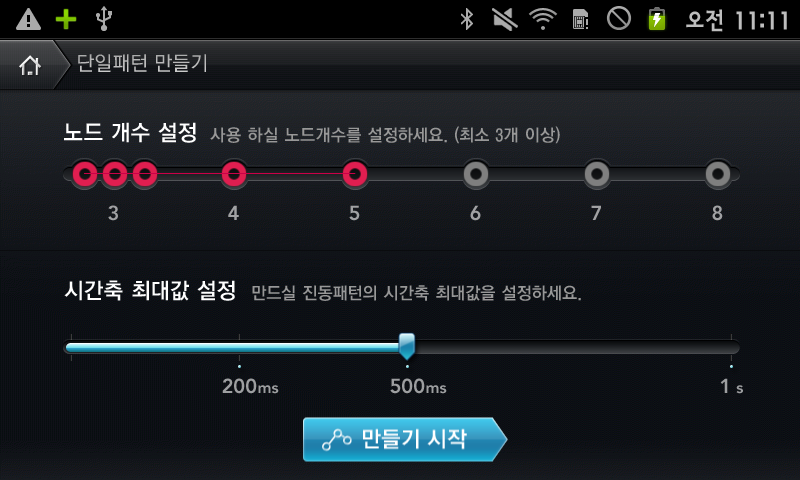 오전 11:11
단일패턴 만들기
노드 개수 설정 사용 하실 노드개수를 설정하세요. (최소 3개 이상)
3 4 5 6 7 8
시간축 최대값 설정 만드실 진동패턴의 시간축 최대값을 설정하세요.
200ms 500ms 1 s
만들기 시작